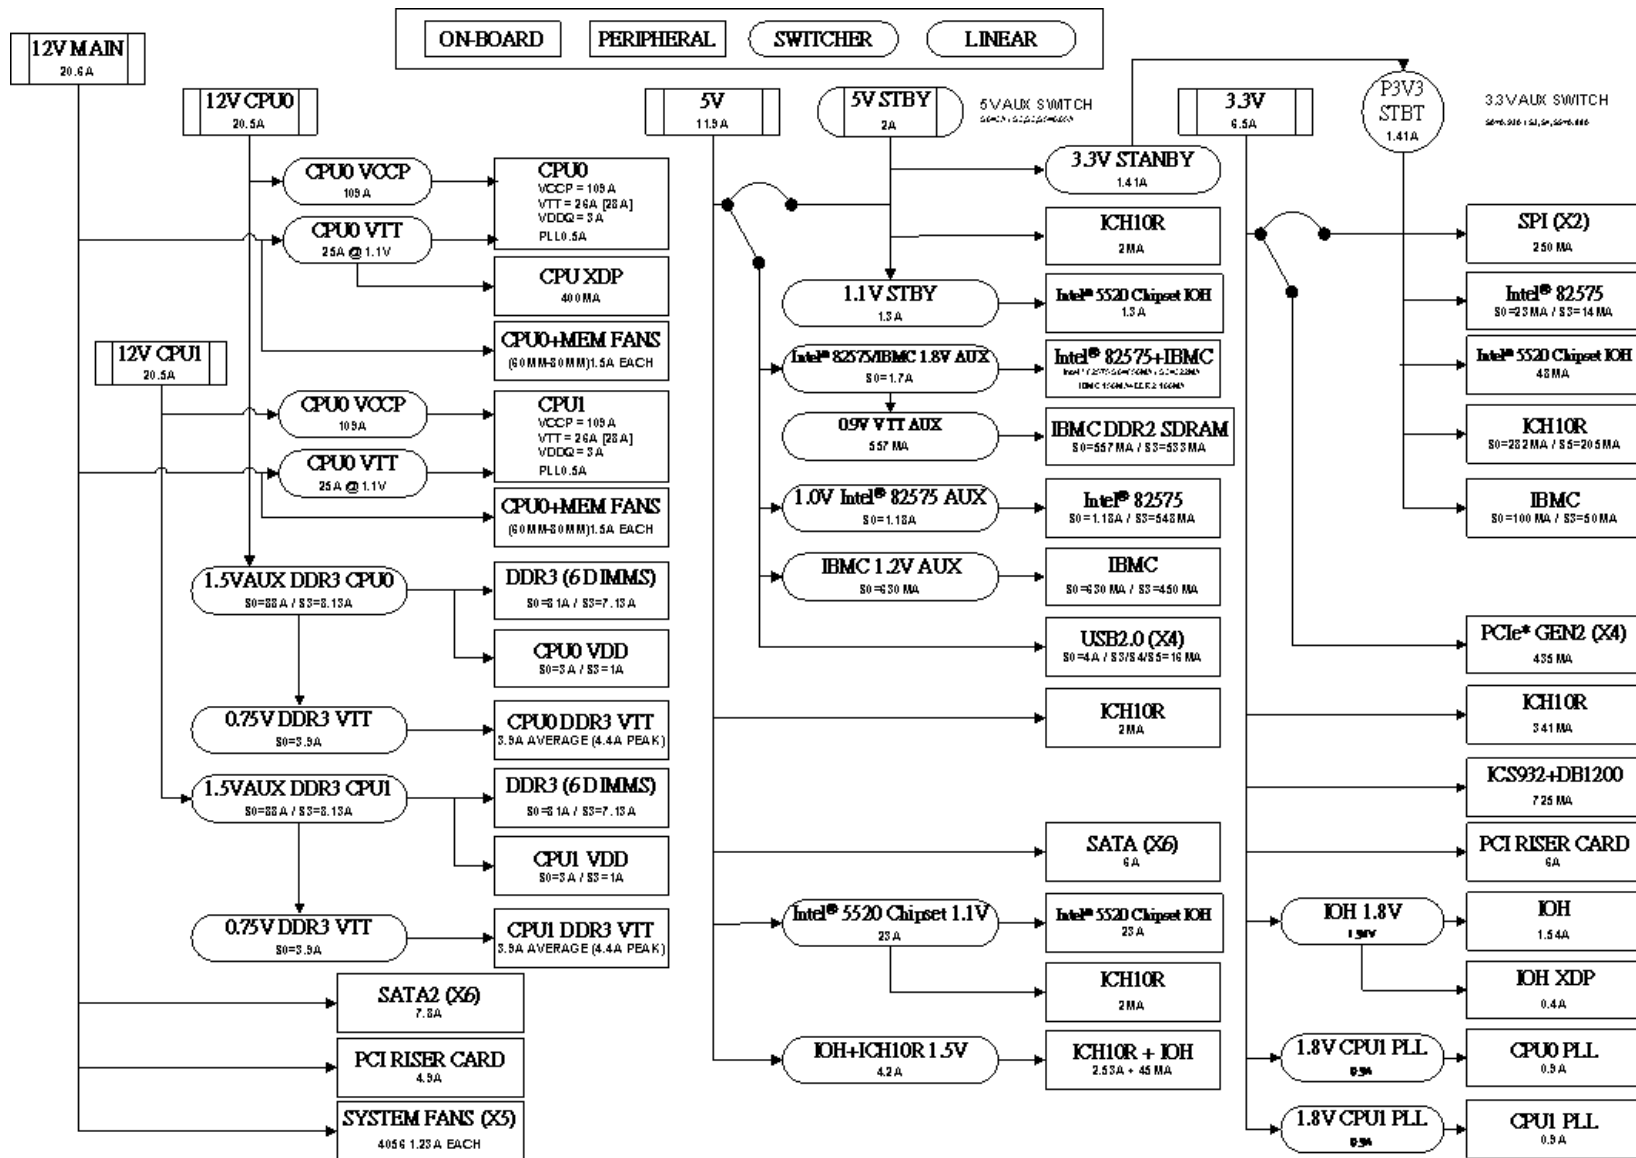 ON-BOARD
PERIPHERAL
SWITCHER
LINEAR
12V MAIN
20.6A
12V CPU0
20.5A
CPU0 VCCP
109A
CPU0
VCCP = 109A
VTT = 26A [28A]
VDDQ = 3A
PLL0.5A
CPU0 VTT
25A @ 1.1V
CPU XDP
400MA
CPU0+MEM FANS
(60MM-80MM)1.5A EACH
12V CPU1
20.5A
CPU0 VCCP
109A
CPU1
VCCP = 109A
VTT = 26A [28A]
VDDQ = 3A
PLL0.5A
CPU0 VTT
25A @ 1.1V
CPU0+MEM FANS
(60MM-80MM)1.5A EACH
1.5VAUX DDR3 CPU0
S0=88A / S3=8.13A
DDR3 (6 DIMMS)
S0=81A / S3=7.13A
CPU0 VDD
S0=3A / S3=1A
0.75V DDR3 VTT
S0=3.9A
CPU0 DDR3 VTT
3.9A AVERAGE (4.4A PEAK)
1.5VAUX DDR3 CPU1
S0=88A / S3=8.13A
DDR3 (6 DIMMS)
S0=81A / S3=7.13A
CPU1 VDD
S0=3A / S3=1A
0.75V DDR3 VTT
S0=3.9A
CPU1 DDR3 VTT
3.9A AVERAGE (4.4A PEAK)
SATA2 (X6)
7.8A
PCI RISER CARD
4.9A
SYSTEM FANS (X5)
4056 1.23A EACH
5V
11.9A
5V STBY
2A
5VAUX SWITCH
3.3V STANBY
1.41A
ICH10R
2MA
1.1V STBY
1.3A
Intel® 5520 Chipset IOH
1.3A
Intel® 82575/IBMC 1.8V AUX
S0=1.7A
Intel® 82575+IBMC
0.9V VTT AUX
557 MA
IBMC DDR2 SDRAM
S0=557MA / S3=533MA
1.0V Intel® 82575 AUX
S0=1.18A
Intel® 82575
S0=1.18A / S3=548MA
IBMC 1.2V AUX
S0=630MA
IBMC
S0=630 MA / S3=450 MA
USB2.0 (X4)
S0=4A / S3/S4/S5=16 MA
ICH10R
2MA
SATA (X6)
6A
Intel® 5520 Chipset 1.1V
23A
Intel® 5520 Chipset IOH
23A
ICH10R
2MA
IOH+ICH10R 1.5V
4.2A
ICH10R + IOH
2.53A + 45 MA
3.3V
6.5A
P3V3
STBT
1.41A
3.3VAUX SWITCH
SPI (X2)
250 MA
Intel® 82575
S0=23MA / S3=14MA
Intel® 5520 Chipset IOH
48MA
ICH10R
S0=282MA / S5=205MA
IBMC
S0=100 MA / S3=50MA
PCIe* GEN2 (X4)
435 MA
ICH10R
341 MA
ICS932+DB1200
725 MA
PCI RISER CARD
6A
IOH 1.8V
IOH
1.54A
IOH XDP
0.4A
1.8V CPU1 PLL
0.9A
CPU0 PLL
0.9A
1.8V CPU1 PLL
0.9A
CPU1 PLL
0.9A